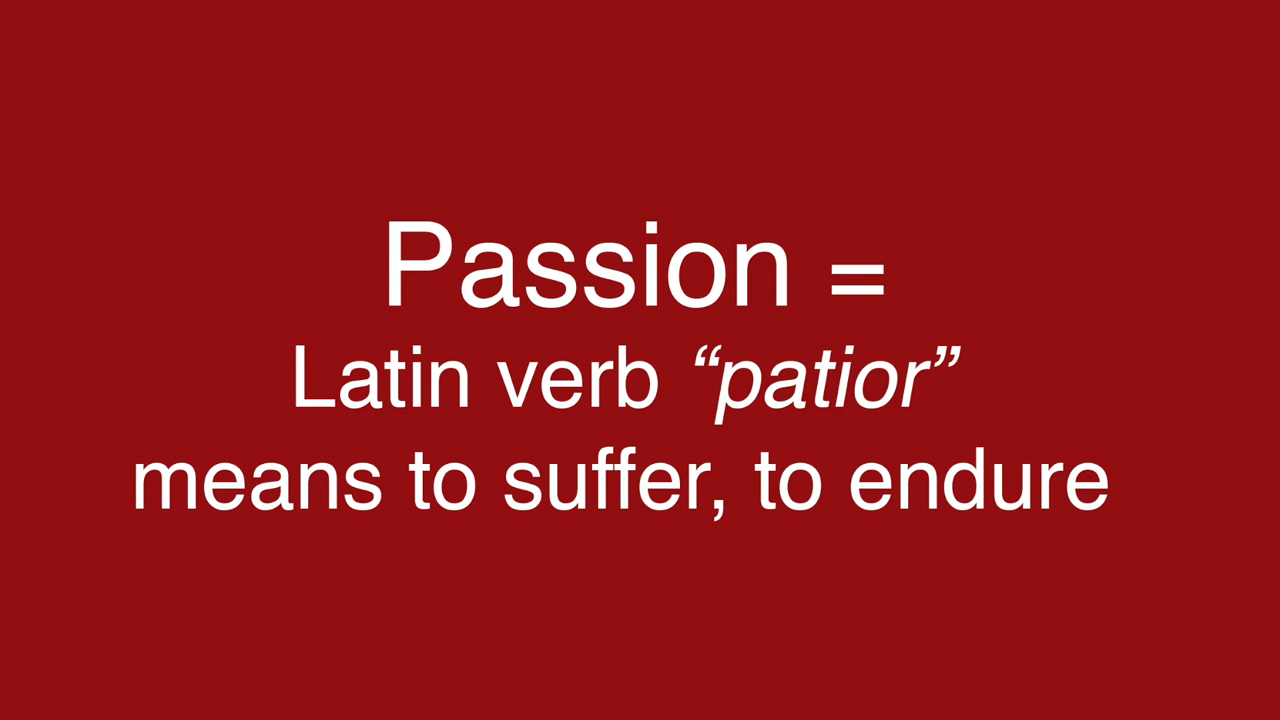 Passion =
Latin verb “patior”
means to suffer, to endure